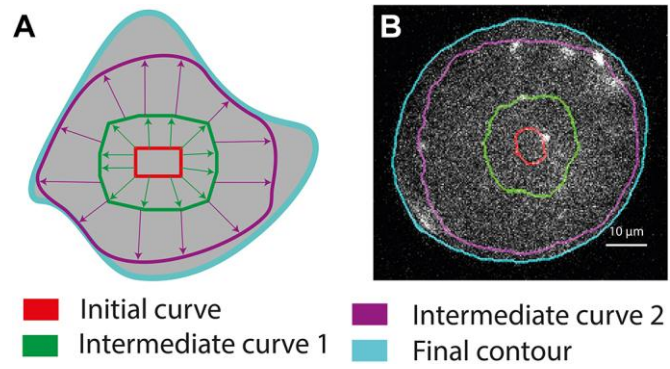 A
B
10 µm
Initial curve
Intermediate curve 1
Intermediate curve 2
Final contour